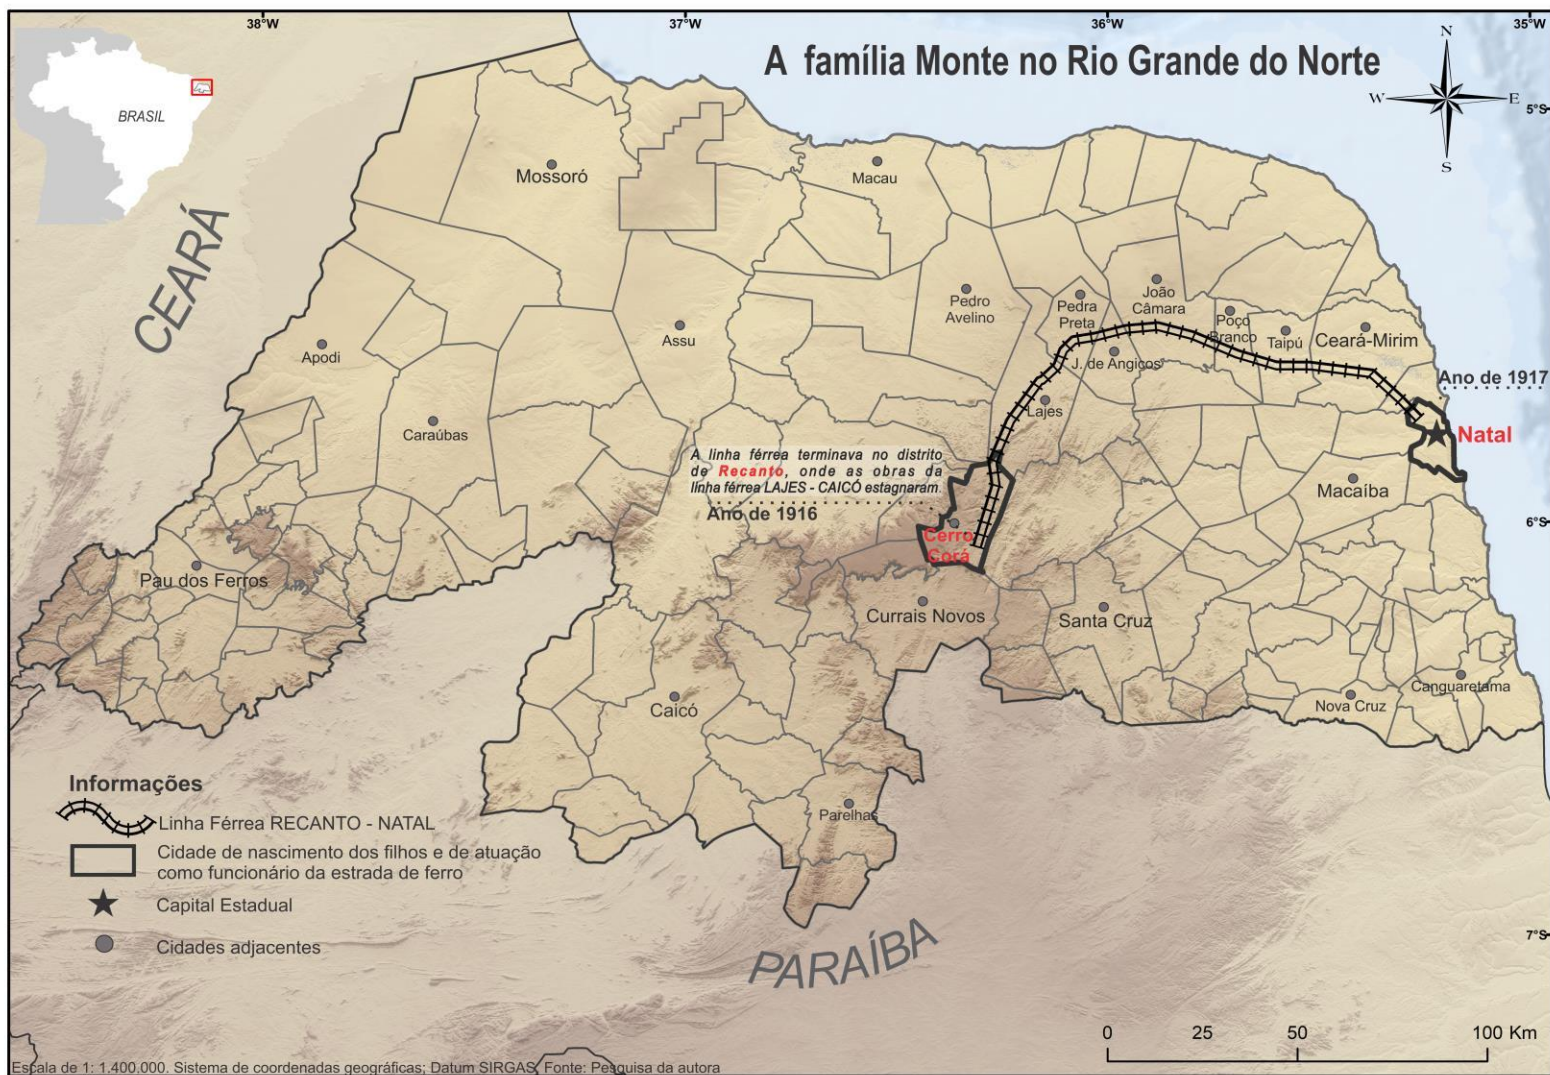 38°W
37°W
36°W
35°W
A família Monte no Rio Grande do Norte
N
W
E
S
5°S
BRASIL
CEARÁ
Mossoró
Macau
Pedro
Avelino
Pedra
Preta
João
Câmara
Poço
Branco
Taipú
Ceará-Mirim
Apodi
Assu
J. de Angicos
Ano de 1917
Lajes
Caraúbas
Natal
A linha férrea terminava no distrito
de Recanto, onde as obras da
linha férrea LAJES - CAICÓ estagnaram.
Ano de 1916
Macaíba
6°S
Cerro
Corá
Pau dos Ferros
Currais Novos
Santa Cruz
Caicó
Canguaretama
Nova Cruz
Parelhas
PARAÍBA
7°S
Informações
Linha Férrea RECANTO - NATAL
Cidade de nascimento dos filhos e de atuação
como funcionário da estrada de ferro
Capital Estadual
Cidades adjacentes
0 25 50 100 Km
Escala de 1: 1.400.000. Sistema de coordenadas geográficas; Datum SIRGAS. Fonte: Pesquisa da autora